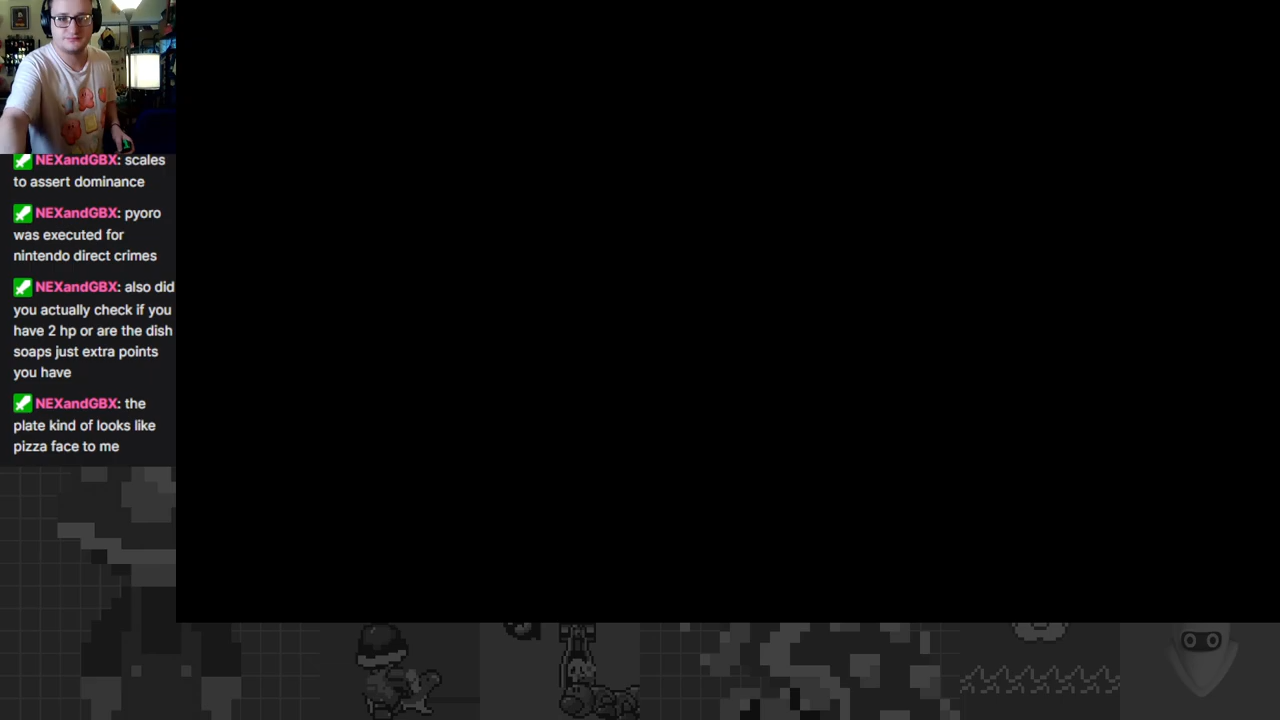 NEXandGBX: scales
to assert dominance
NEXandGBX: pyoro
was executed for
nintendo direct crimes
NEXandGBX: also did
you actually check if you
have 2 hp or are the dish
soaps just extra points
you have
NEXandGBX: the
plate kind of looks like
pizza face to me